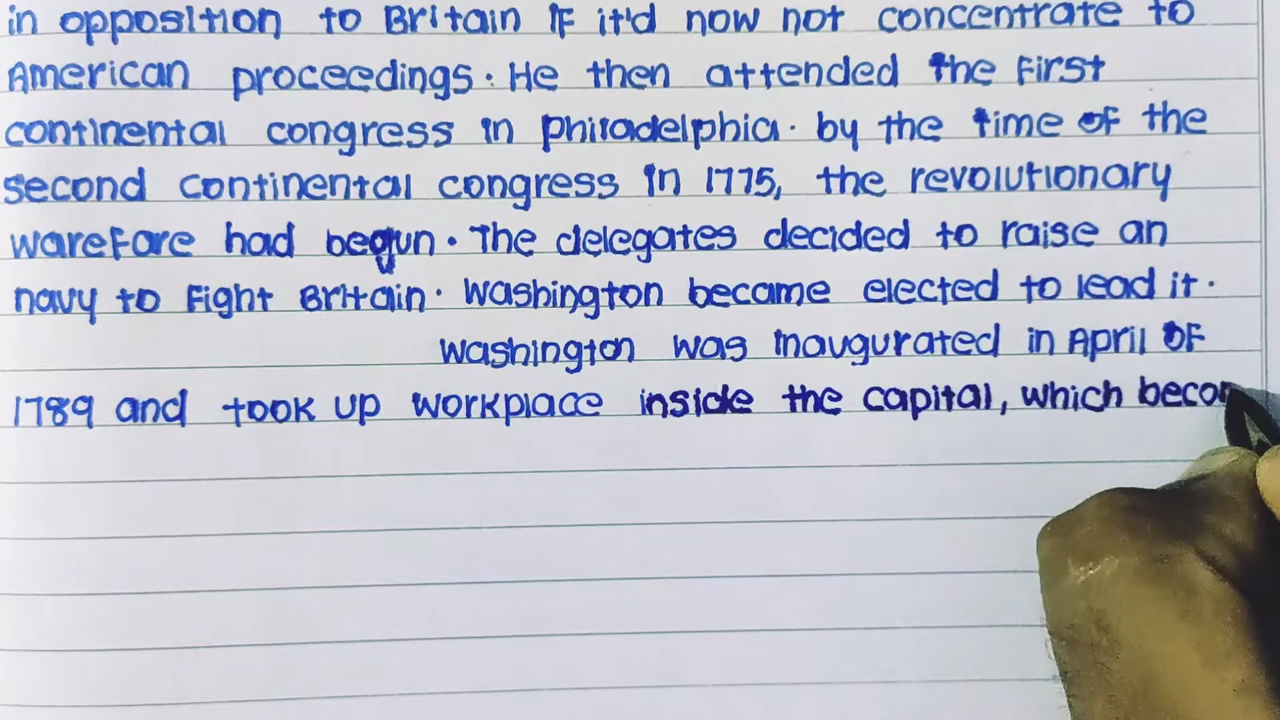 in opposition to Britain if it'd now not concentrate to
American proceedings. He then attended the First
continental congress in philadelphia. by the time of the
second continental congress in 1775, the revolutionary
warefare had begun. The delegates decided to raise an
navy to Fight Britain. Washington became elected to lead it.
Washington was inaugurated in April of
1789 and took up workplace inside the capital, which